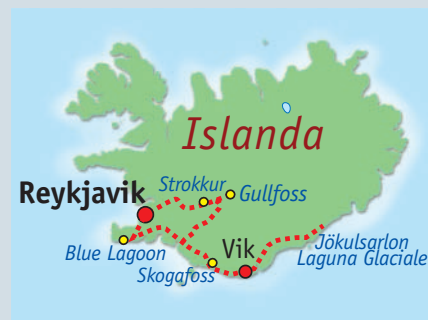 Islanda
Strokkur
Gullfoss
Reykjavik
Blue Lagoon
Vik
Skogafoss
Jökulsarlon
Laguna Glaciale